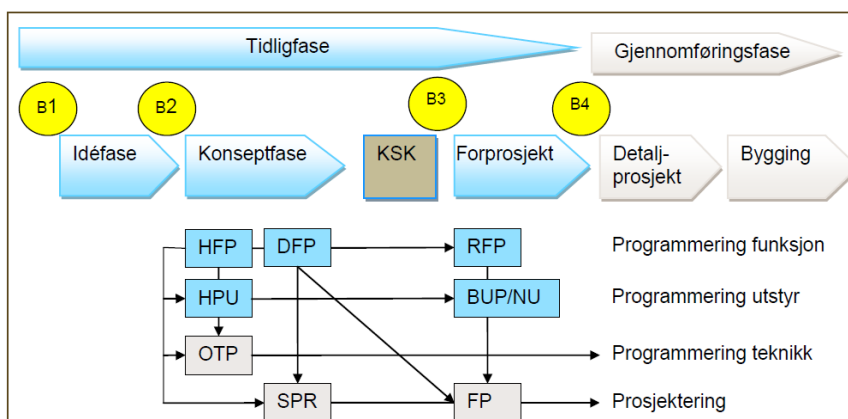 Tidligfase
Gjennomføringsfase
B1
B2
B3
B4
Idéfase
Konseptfase
KSK
Forprosjekt
Detalj-
prosjekt
Bygging
HFP
DFP
RFP
Programmering funksjon
HPU
BUP/NU
Programmering utstyr
OTP
Programmering teknikk
SPR
FP
Prosjektering